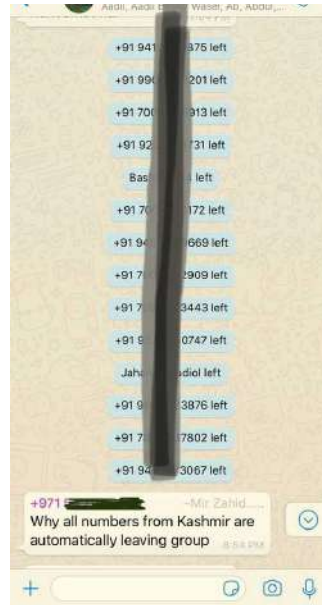 +91 941 375 left
+91 990 201 left
+91 700 913 left
+91 92 731 left
Bas left
+91 70 172 left
+91 94 669 left
+91 7 2909 left
+91 7 3443 left
+91 9 0747 left
Jaha adiol left
+91 9 3876 left
+91 7 7802 left
+91 94 3067 left
+971 ~Mir Zahid.....
Why all numbers from Kashmir are
automatically leaving group 8:54 PM